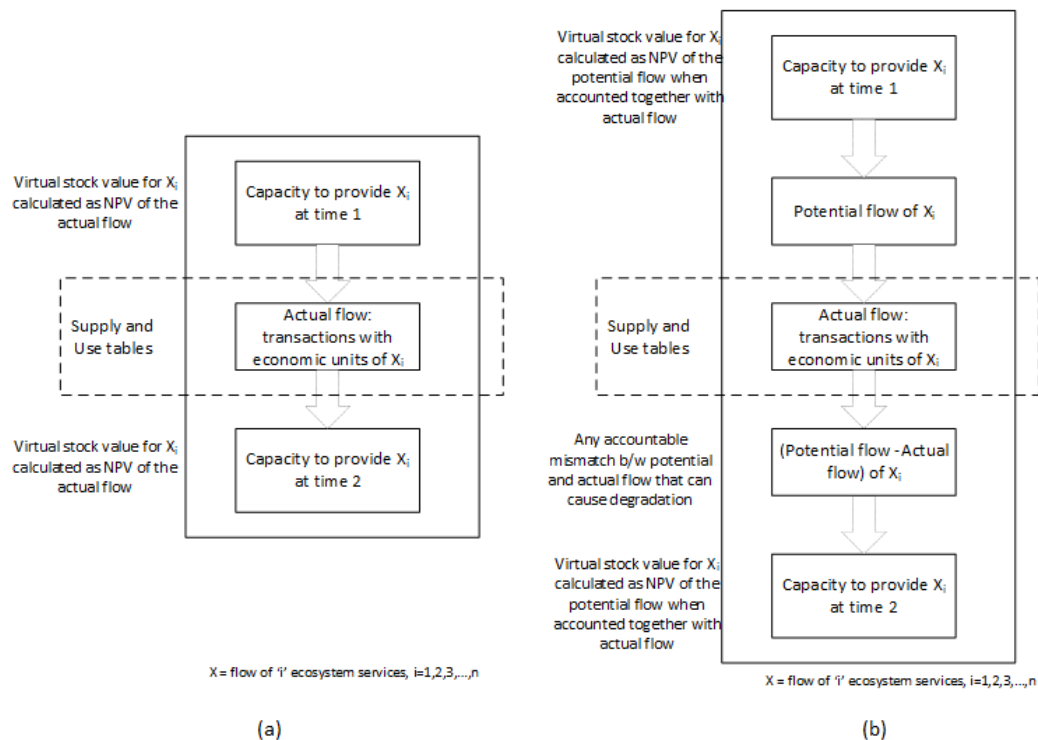 Virtual stock value for Xi
calculated as NPV of the
actual flow
Capacity to provide Xi
at time 1
Supply and
Use tables
Actual flow:
transactions with
economic units of Xi
Virtual stock value for Xi
calculated as NPV of the
actual flow
Capacity to provide Xi
at time 2
X = flow of 'i' ecosystem services, i=1,2,3,...,n
(a)
Virtual stock value for Xi
calculated as NPV of the
potential flow when
accounted together with
actual flow
Capacity to provide Xi
at time 1
Potential flow of Xi
Supply and
Use tables
Actual flow:
transactions with
economic units of Xi
Any accountable
mismatch b/w potential
and actual flow that can
cause degradation
(Potential flow -Actual
flow) of Xi
Virtual stock value for Xi
calculated as NPV of the
potential flow when
accounted together with
actual flow
Capacity to provide Xi
at time 2
X = flow of 'i' ecosystem services, i=1,2,3,...,n
(b)